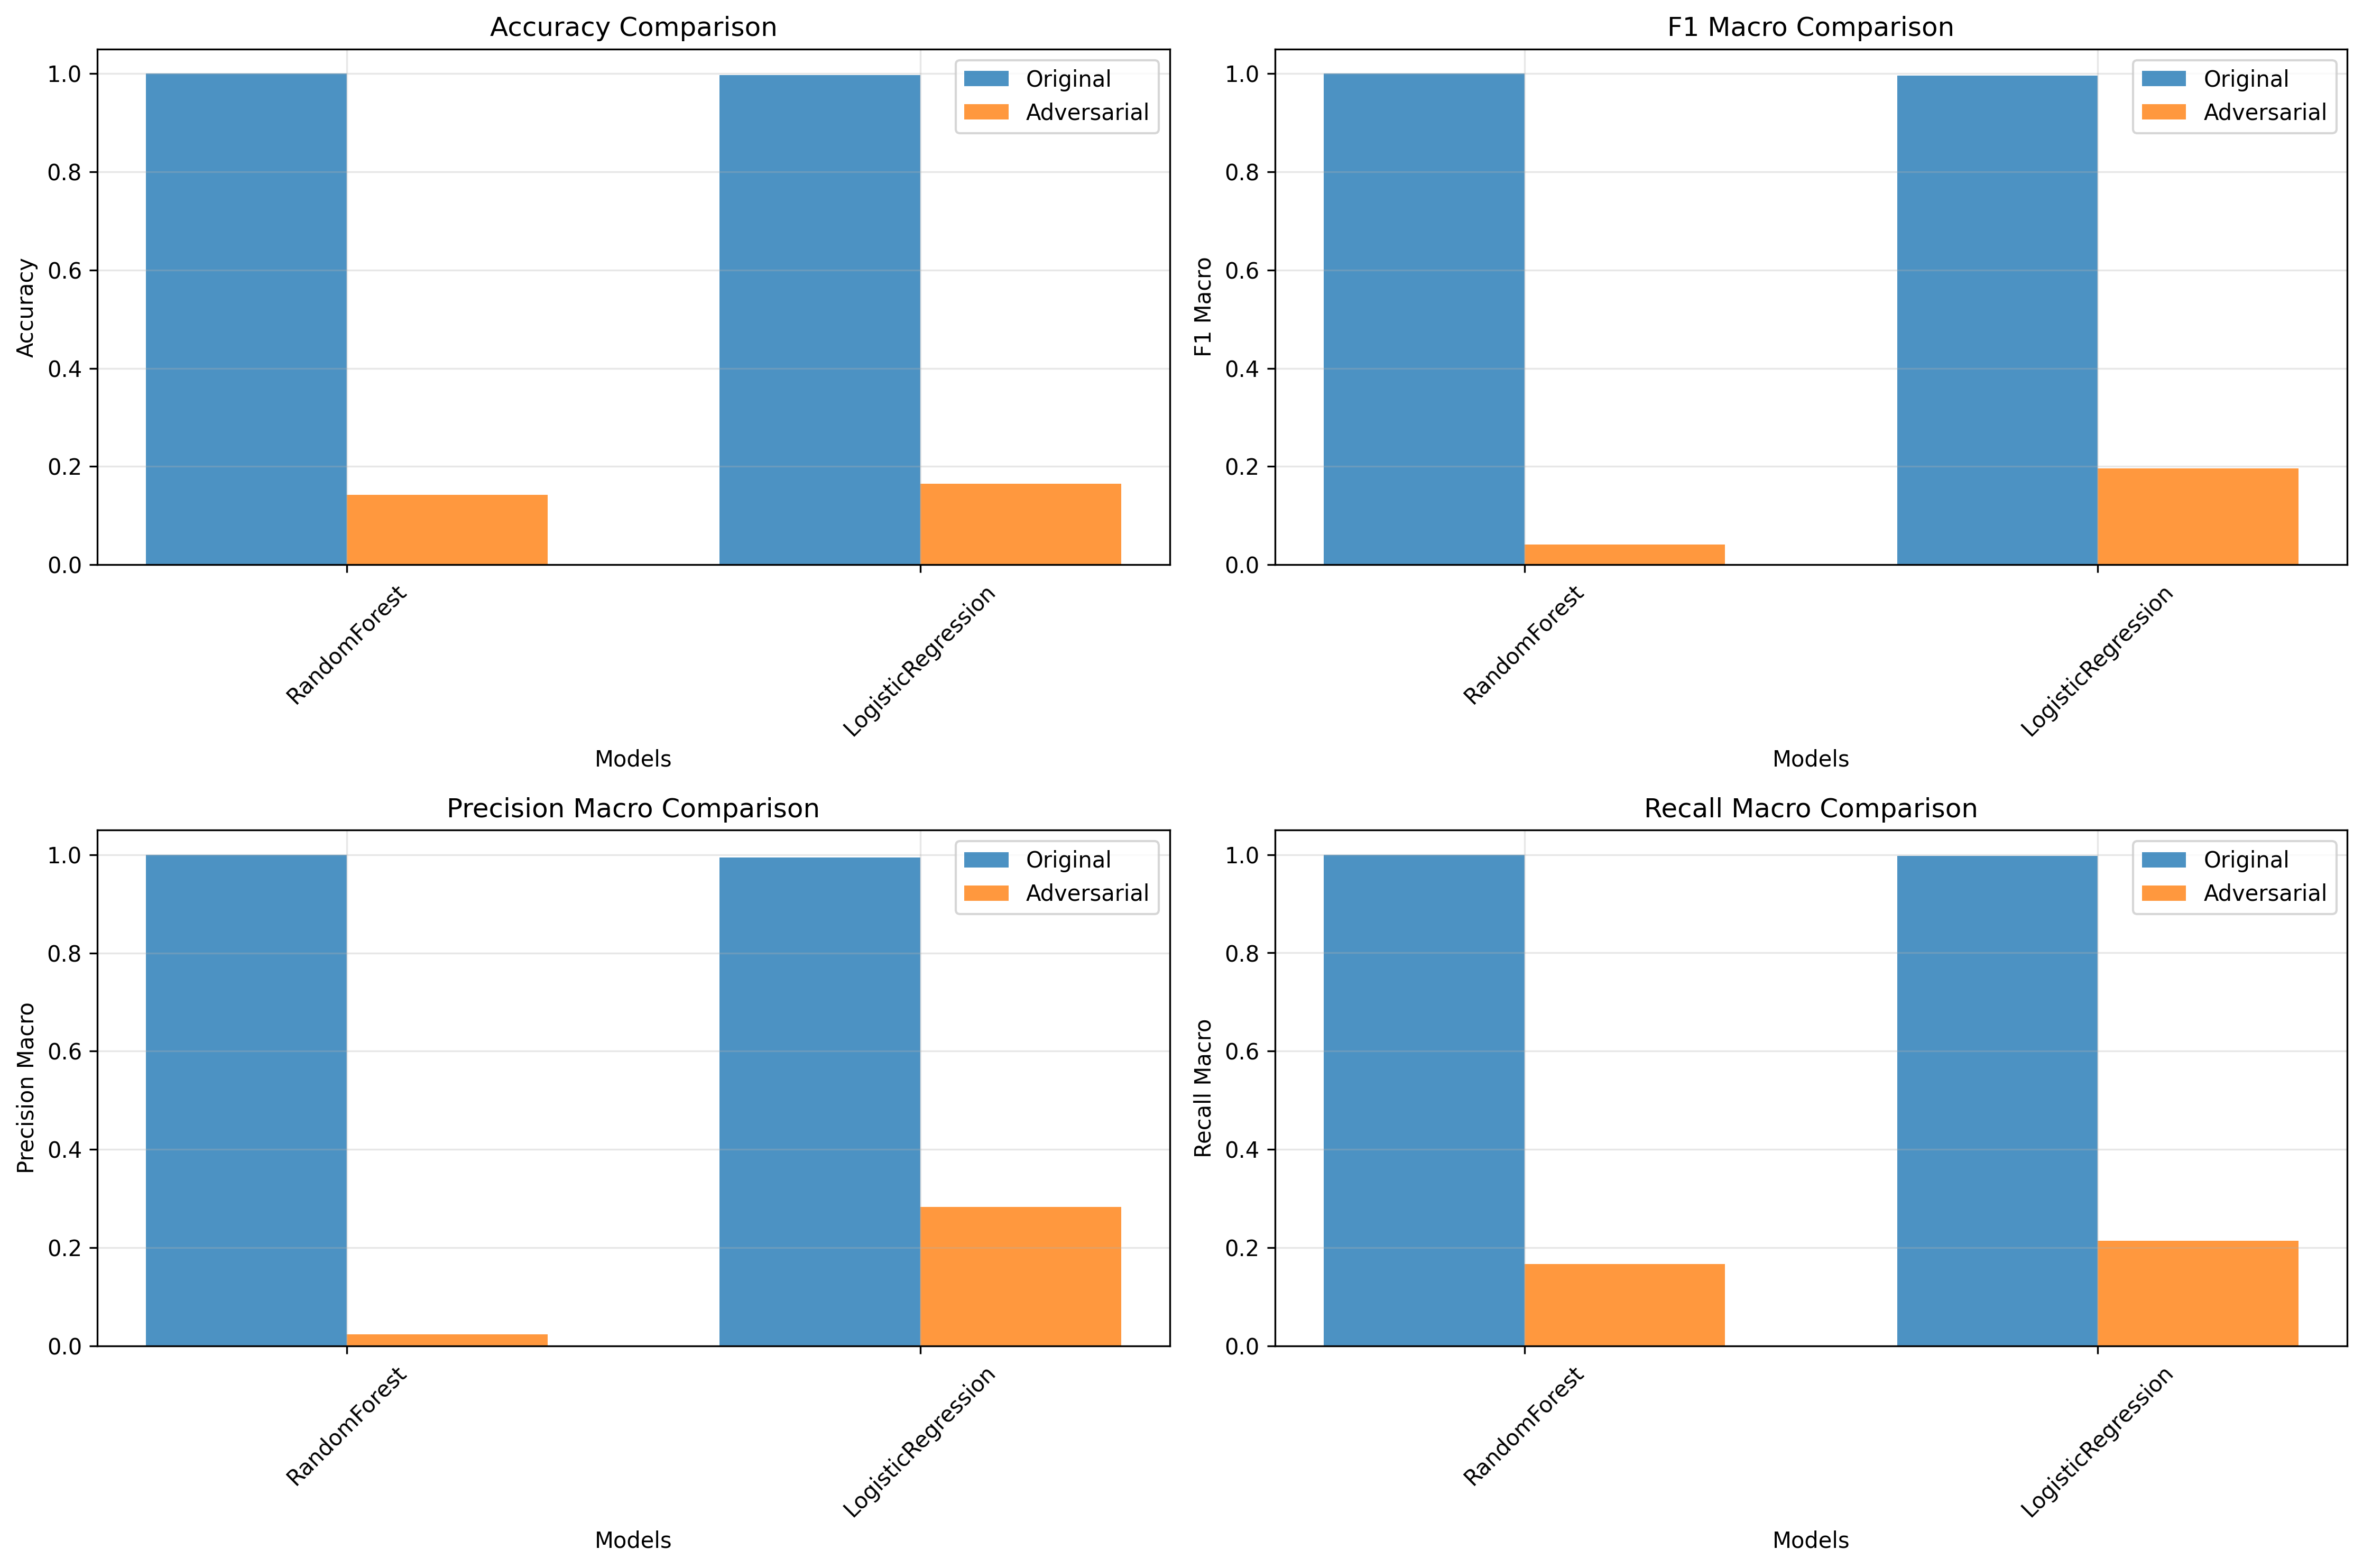 Accuracy Comparison
Accuracy
1.0
0.8
0.6
0.4
0.2
0.0
Original
Adversarial
RandomForest
LogisticRegression
Models
F1 Macro Comparison
F1 Macro
1.0
0.8
0.6
0.4
0.2
0.0
Original
Adversarial
RandomForest
LogisticRegression
Models
Precision Macro Comparison
Precision Macro
1.0
0.8
0.6
0.4
0.2
0.0
Original
Adversarial
RandomForest
LogisticRegression
Models
Recall Macro Comparison
Recall Macro
1.0
0.8
0.6
0.4
0.2
0.0
Original
Adversarial
RandomForest
LogisticRegression
Models